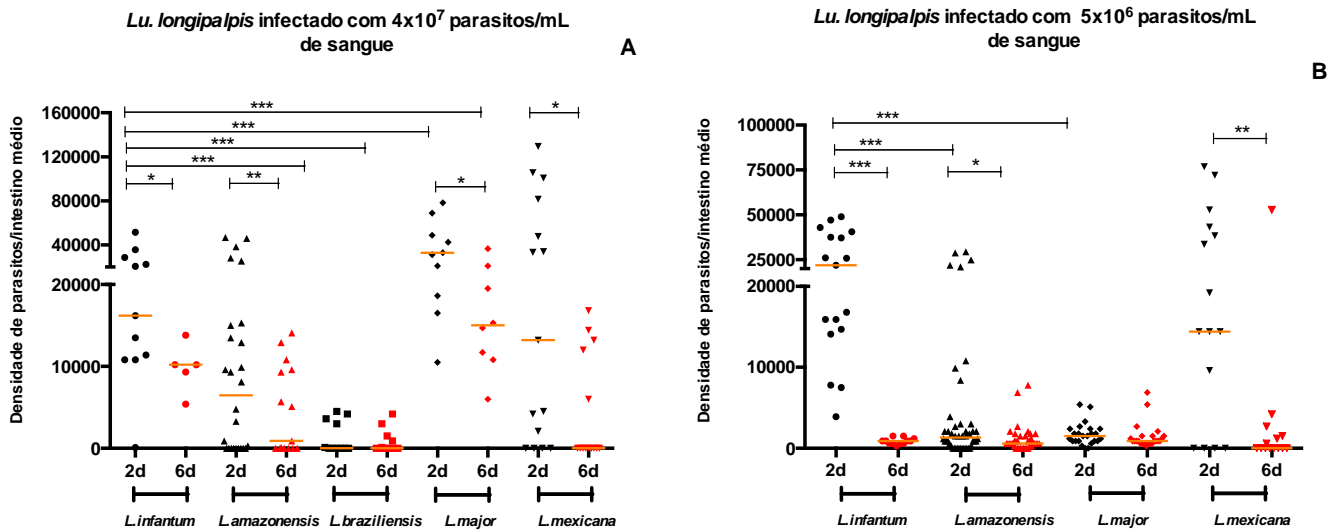 Lu. longipalpis infectado com 4x10⁷ parasitos/mL
de sangue
A
Densidade de parasitos/intestino médio
160000
120000
80000
40000
20000
10000
0
***
***
***
***
*
**
*
*
2d 6d 2d 6d 2d 6d 2d 6d 2d 6d
L.infantum L.amazonensis L.braziliensis L.major L.mexicana
Lu. longipalpis infectado com 5x10⁶ parasitos/mL
de sangue
B
Densidade de parasitos/intestino médio
100000
75000
50000
25000
20000
10000
0
***
***
***
*
**
2d 6d 2d 6d 2d 6d 2d 6d
L.infantum L.amazonensis L.major L.mexicana